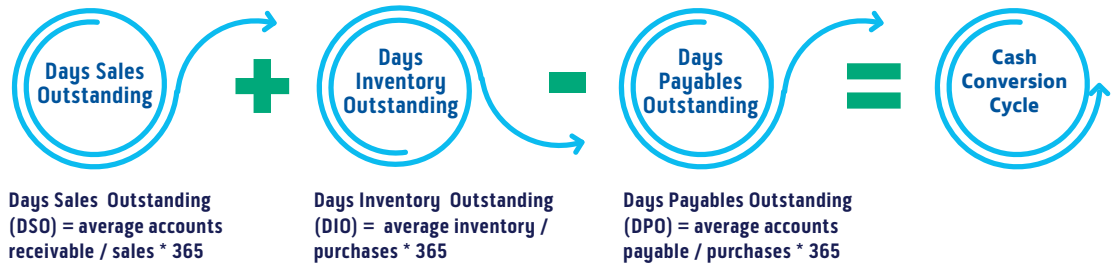 Days Sales
Outstanding
+
Days
Inventory
Outstanding
-
Days
Payables
Outstanding
=
Cash
Conversion
Cycle
Days Sales Outstanding
(DSO) = average accounts
receivable / sales * 365
Days Inventory Outstanding
(DIO) = average inventory /
purchases * 365
Days Payables Outstanding
(DPO) = average accounts
payable / purchases * 365